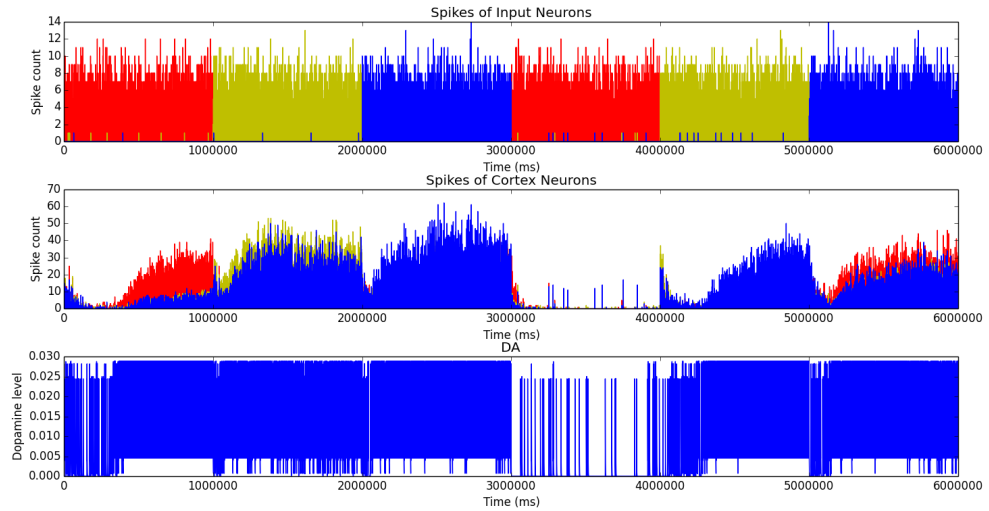 Spikes of Input Neurons
Spike count
14
12
10
8
6
4
2
0
0 1000000 2000000 3000000 4000000 5000000 6000000
Time (ms)
Spikes of Cortex Neurons
Spike count
70
60
50
40
30
20
10
0
0 1000000 2000000 3000000 4000000 5000000 6000000
Time (ms)
DA
Dopamine level
0.030
0.025
0.020
0.015
0.010
0.005
0.000
0 1000000 2000000 3000000 4000000 5000000 6000000
Time (ms)